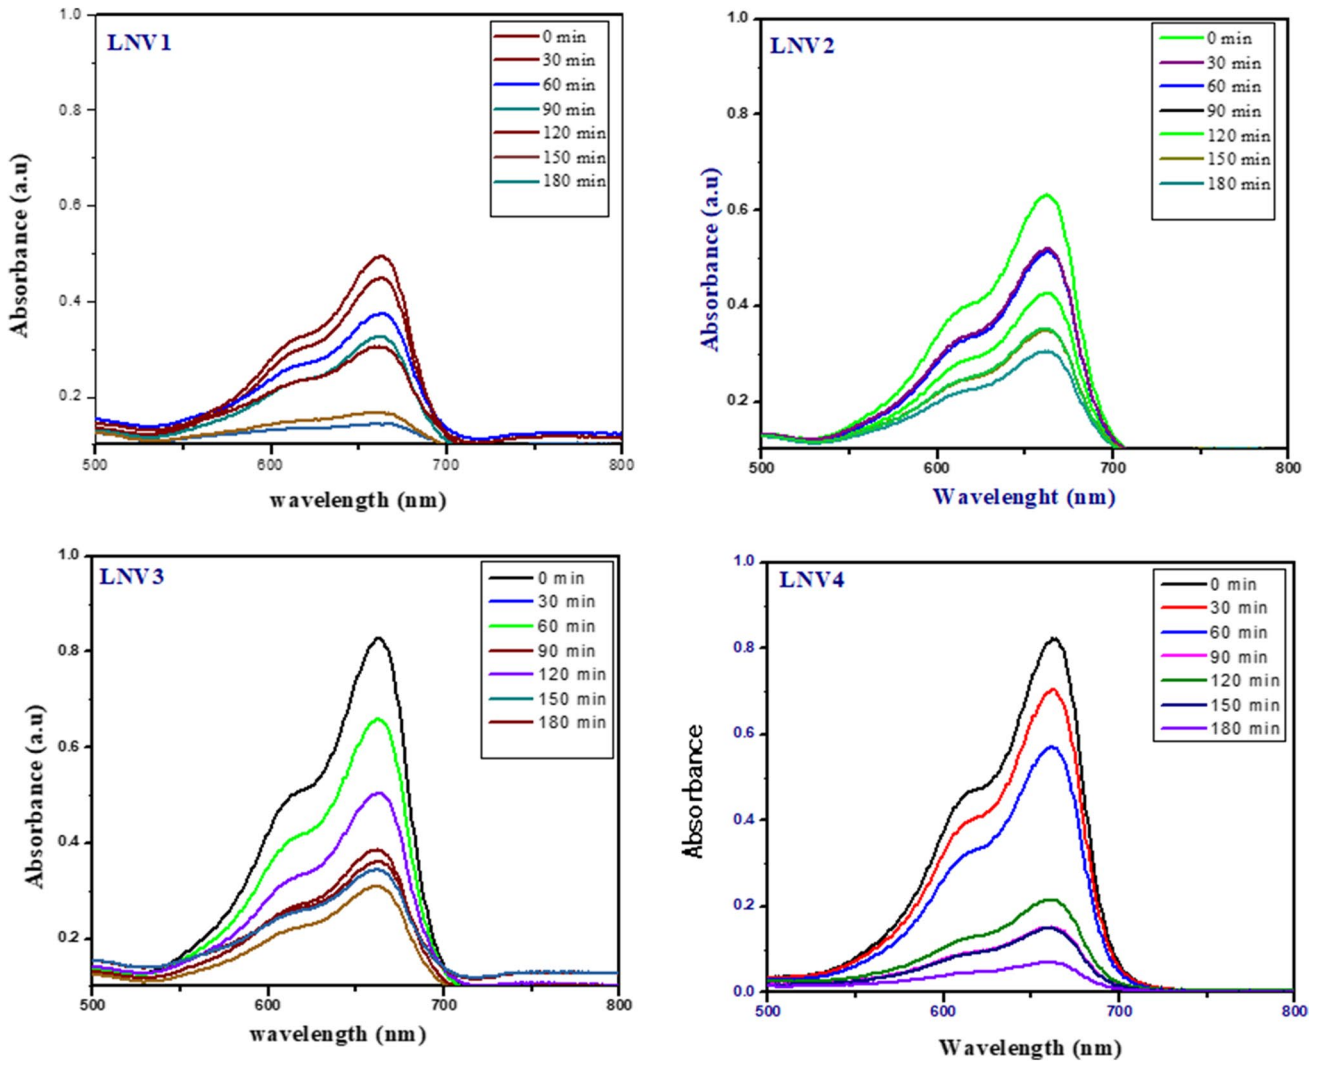 LNV1
0 min
30 min
60 min
90 min
120 min
150 min
180 min
1.0
0.8
0.6
0.4
0.2
500
600
700
800
Absorbance (a.u)
wavelength (nm)
LNV2
0 min
30 min
60 min
90 min
120 min
150 min
180 min
1.0
0.8
0.6
0.4
0.2
500
600
700
800
Absorbance (a.u)
Wavelenght (nm)
LNV3
0 min
30 min
60 min
90 min
120 min
150 min
180 min
1.0
0.8
0.6
0.4
0.2
500
600
700
800
Absorbance (a.u)
wavelength (nm)
LNV4
0 min
30 min
60 min
90 min
120 min
150 min
180 min
1.0
0.8
0.6
0.4
0.2
0.0
500
600
700
800
Absorbance
Wavelength (nm)